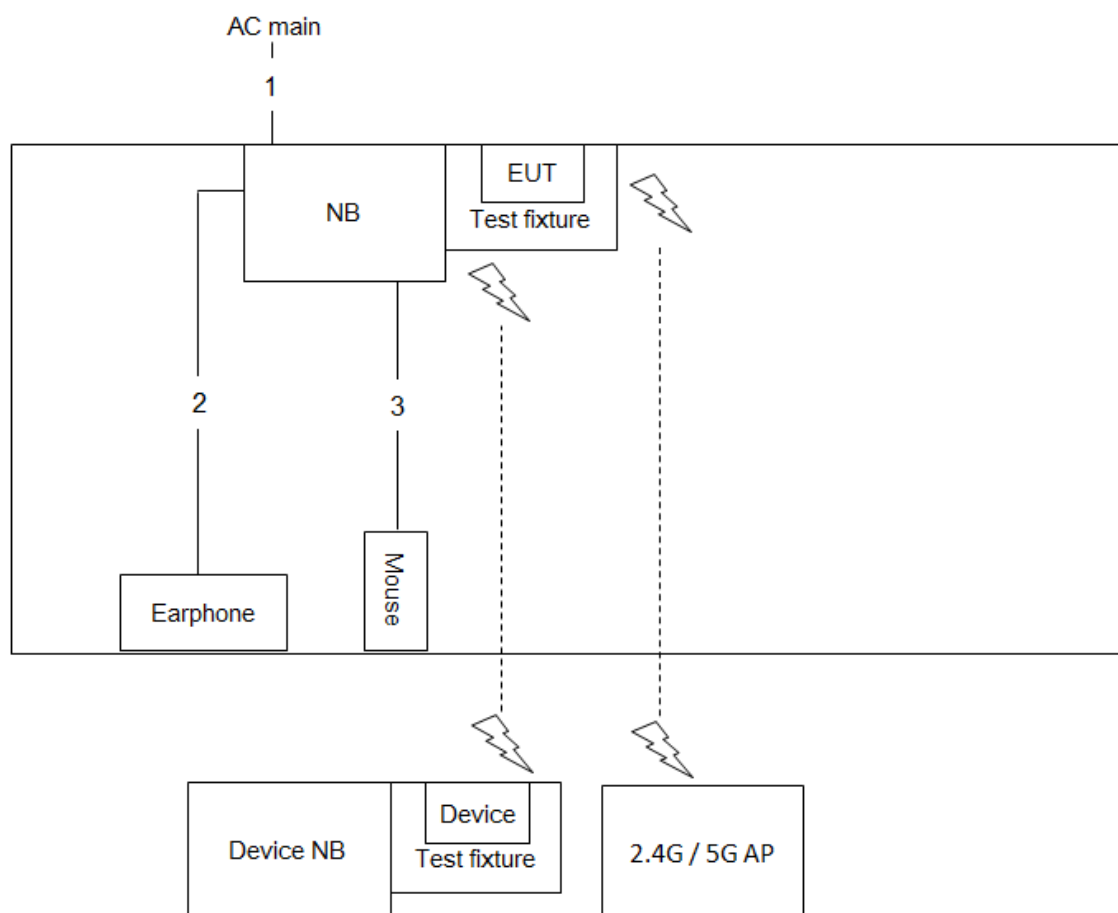 AC main
1
EUT
NB
Test fixture
2
3
Mouse
Earphone
Device
Device NB
Test fixture
2.4G / 5G AP